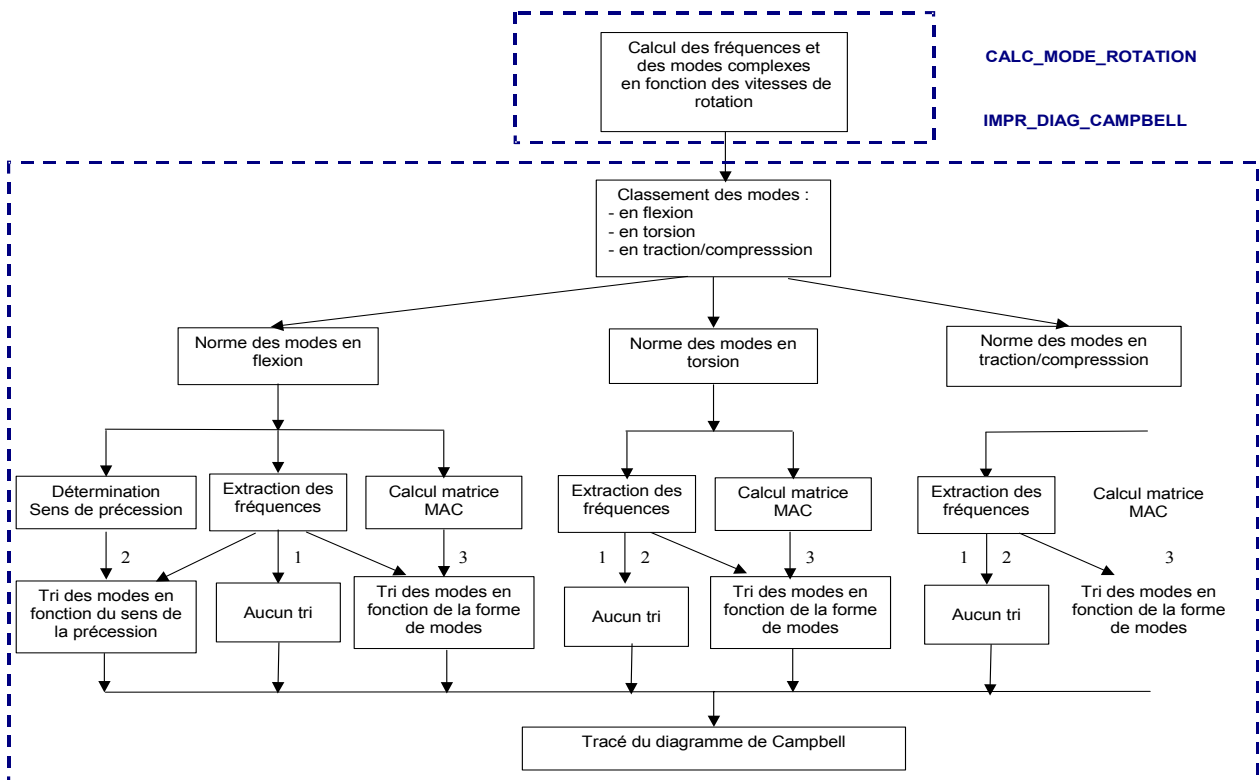 Calcul des fréquences et
des modes complexes
en fonction des vitesses de
rotation
CALC_MODE_ROTATION
IMPR_DIAG_CAMPBELL
Classement des modes :
- en flexion
- en torsion
- en traction/compresssion
Norme des modes en
flexion
Norme des modes en
torsion
Norme des modes en
traction/compresssion
Détermination
Sens de précession
Extraction des
fréquences
Calcul matrice
MAC
Extraction des
fréquences
Calcul matrice
MAC
Extraction des
fréquences
Calcul matrice
MAC
2
1
3
1
2
3
1
2
3
Tri des modes en
fonction du sens de
la précession
Aucun tri
Tri des modes en
fonction de la forme
de modes
Aucun tri
Tri des modes en
fonction de la forme
de modes
Aucun tri
Tri des modes en
fonction de la forme
de modes
Tracé du diagramme de Campbell